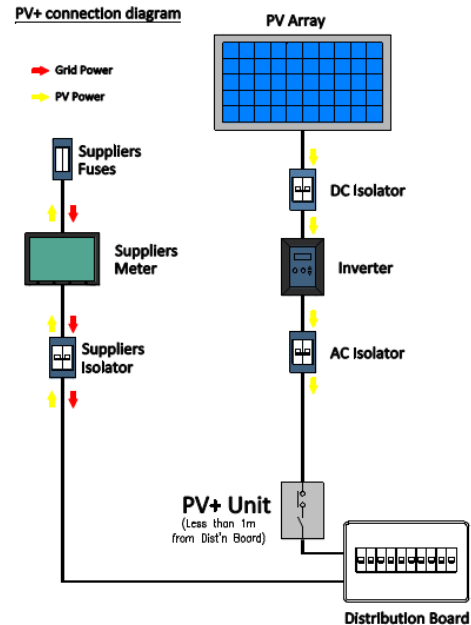 PV+ connection diagram
PV Array
Grid Power
PV Power
Suppliers
Fuses
DC Isolator
Suppliers
Meter
Inverter
Suppliers
Isolator
AC Isolator
PV+ Unit
(Less than 1m
from Dist'n Board)
Distribution Board